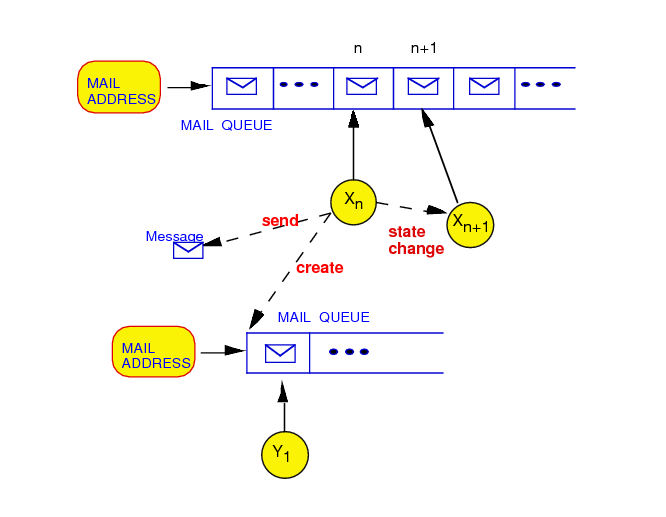 n
n+1
MAIL
ADDRESS
MAIL QUEUE
Xn
send
Xn+1
state
change
Message
create
MAIL QUEUE
MAIL
ADDRESS
Y1